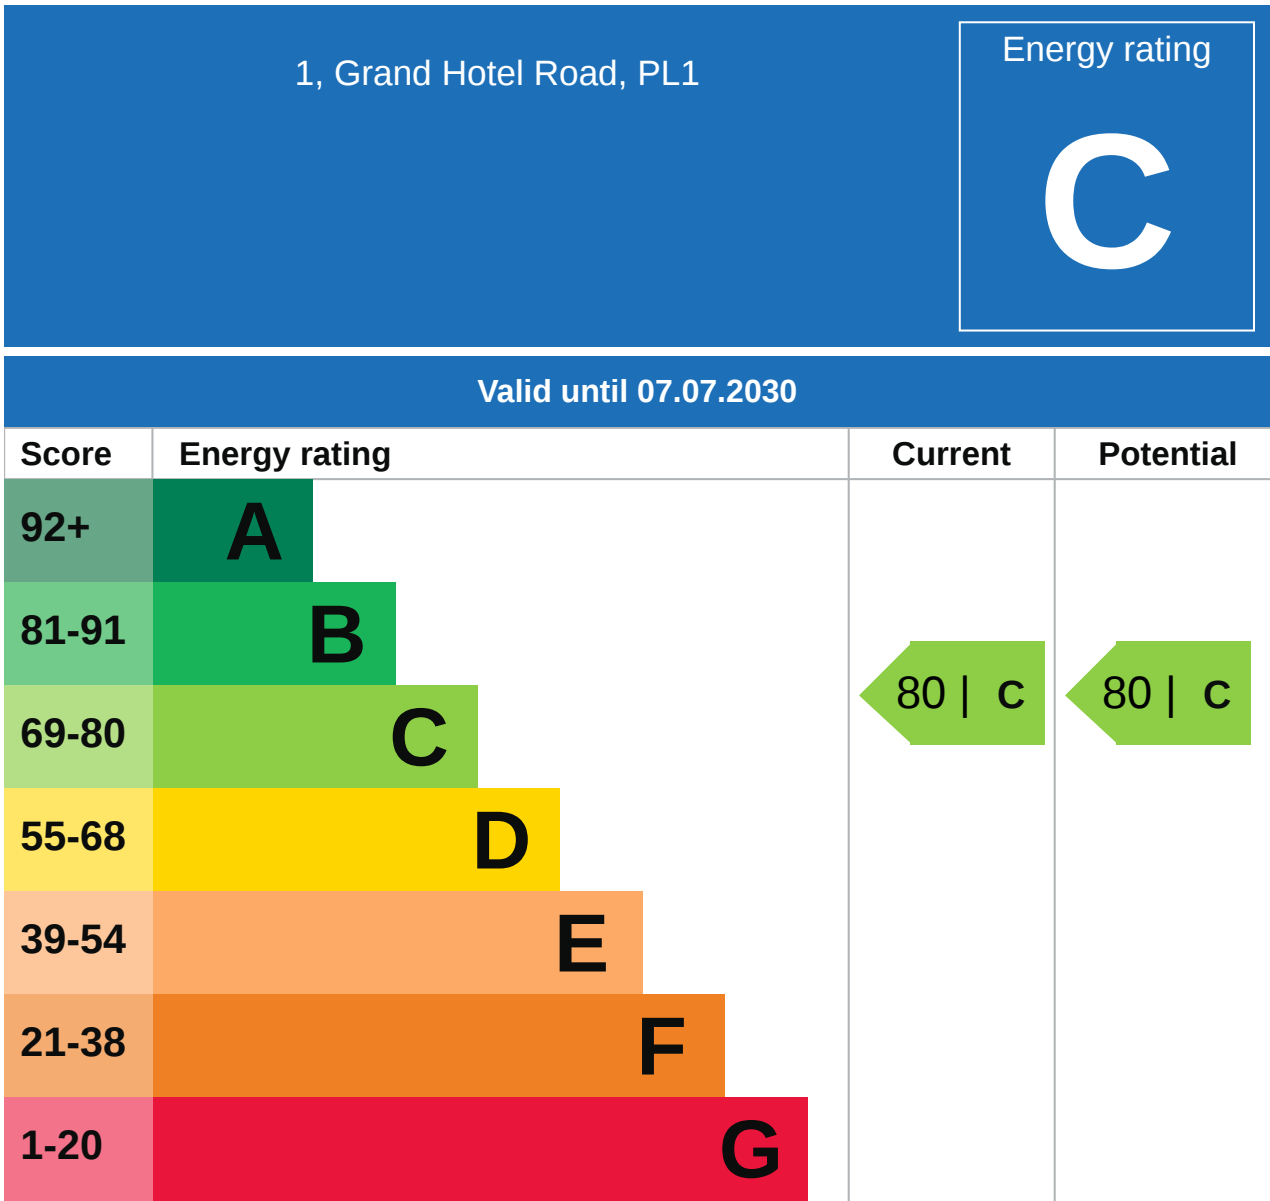 1, Grand Hotel Road, PL1
Energy rating
C
Valid until 07.07.2030
Score Energy rating Current Potential
92+ A
81-91 B
69-80 C
80 | C 80 | C
55-68 D
39-54 E
21-38 F
1-20 G